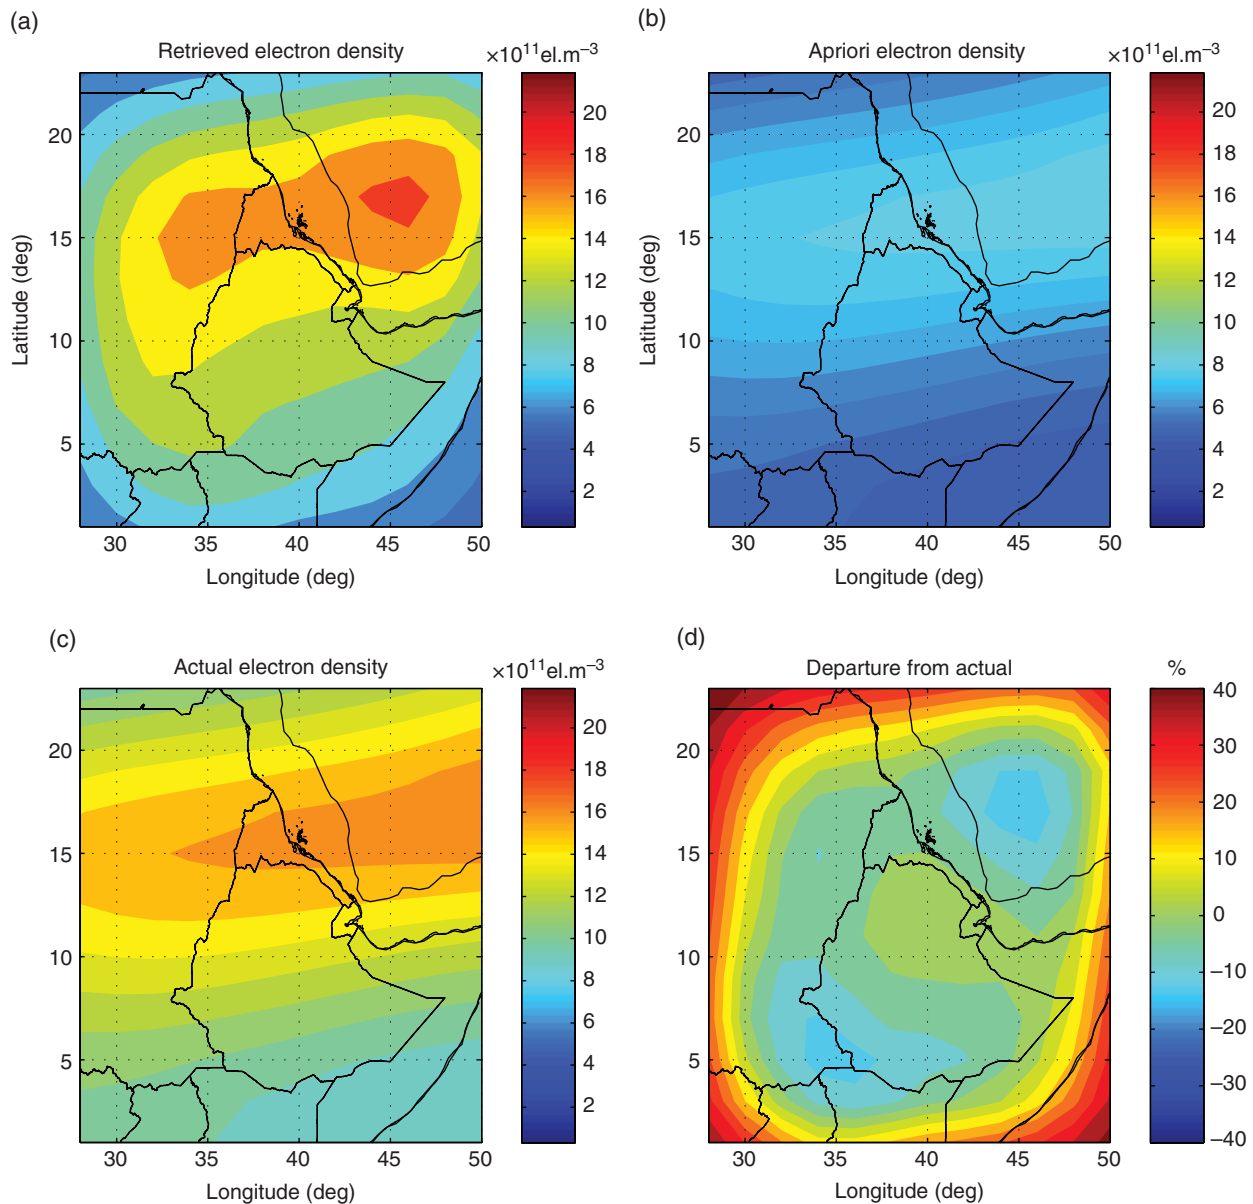 (a)
Retrieved electron density
×10¹¹el.m⁻³
20
18
16
14
12
10
8
6
4
2
20
15
10
5
Latitude (deg)
30 35 40 45 50
Longitude (deg)
(b)
Apriori electron density
×10¹¹el.m⁻³
20
18
16
14
12
10
8
6
4
2
20
15
10
5
Latitude (deg)
30 35 40 45 50
Longitude (deg)
(c)
Actual electron density
×10¹¹el.m⁻³
20
18
16
14
12
10
8
6
4
2
20
15
10
5
Latitude (deg)
30 35 40 45 50
Longitude (deg)
(d)
Departure from actual
%
40
30
20
10
0
−10
−20
−30
−40
20
15
10
5
30 35 40 45 50
Longitude (deg)